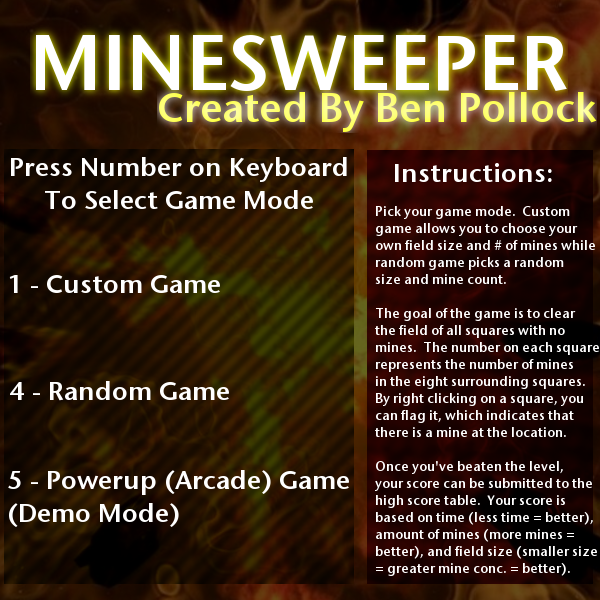 MINESWEEPER
Created By Ben Pollock
Press Number on Keyboard
To Select Game Mode
1 - Custom Game
4 - Random Game
5 - Powerup (Arcade) Game
(Demo Mode)
Instructions:
Pick your game mode.  Custom
game allows you to choose your
own field size and # of mines while
random game picks a random
size and mine count.
The goal of the game is to clear
the field of all squares with no
mines.  The number on each square
represents the number of mines
in the eight surrounding squares.
By right clicking on a square, you
can flag it, which indicates that
there is a mine at the location.
Once you've beaten the level,
your score can be submitted to the
high score table.  Your score is
based on time (less time = better),
amount of mines (more mines =
better), and field size (smaller size
= greater mine conc. = better).